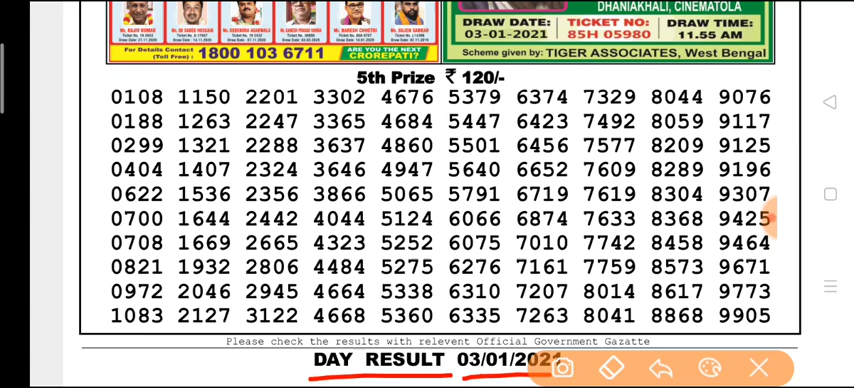 Mr. RAJIV KUMAR
DHANIAKHALI, CINEMATOLA
DRAW DATE: TICKET NO: DRAW TIME:
03-01-2021 85H 05980 11.55 AM
For Details Contact (Toll Free) : 1800 103 6711 ARE YOU THE NEXT CROREPATI?
Scheme given by: TIGER ASSOCIATES, West Bengal
5th Prize ₹ 120/-
0108 1150 2201 3302 4676 5379 6374 7329 8044 9076
0188 1263 2247 3365 4684 5447 6423 7492 8059 9117
0299 1321 2288 3637 4860 5501 6456 7577 8209 9125
0404 1407 2324 3646 4947 5640 6652 7609 8289 9196
0622 1536 2356 3866 5065 5791 6719 7619 8304 9307
0700 1644 2442 4044 5124 6066 6874 7633 8368 9425
0708 1669 2665 4323 5252 6075 7010 7742 8458 9464
0821 1932 2806 4484 5275 6276 7161 7759 8573 9671
0972 2046 2945 4664 5338 6310 7207 8014 8617 9773
1083 2127 3122 4668 5360 6335 7263 8041 8868 9905
Please check the results with relevent Official Government Gazatte
DAY RESULT 03/01/2021